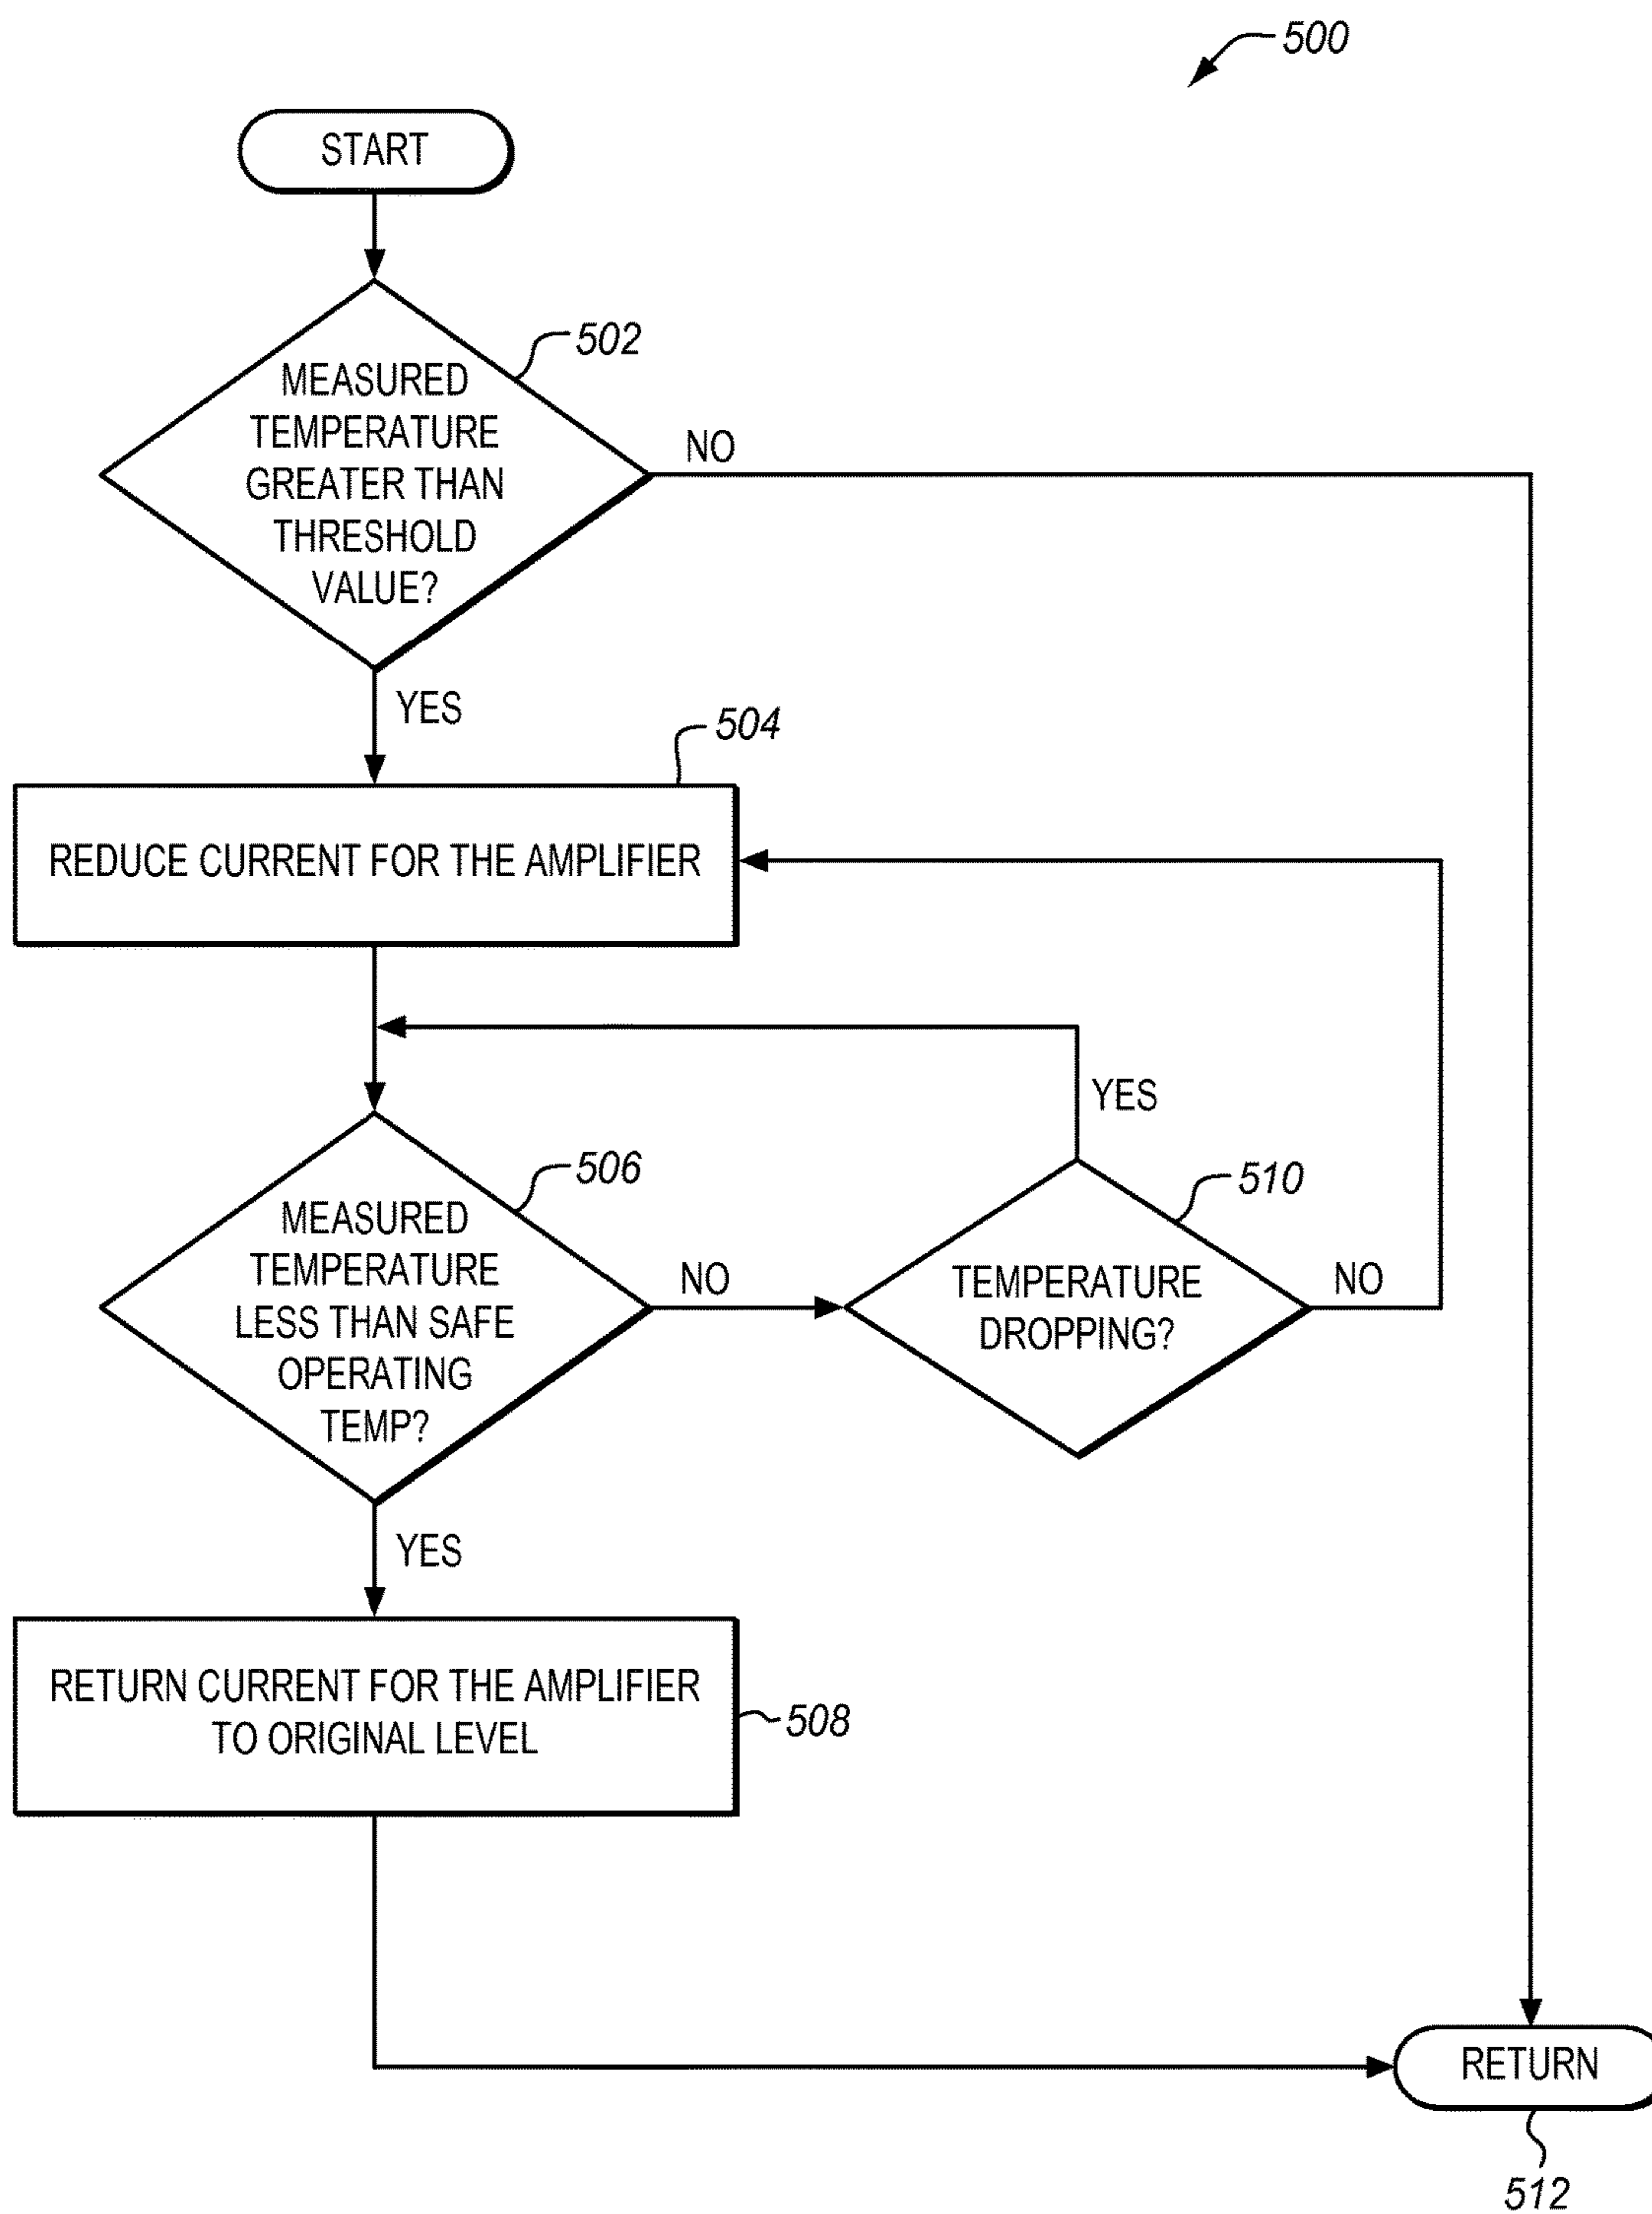 500
START
502
MEASURED
TEMPERATURE
GREATER THAN
THRESHOLD
VALUE?
NO
YES
504
REDUCE CURRENT FOR THE AMPLIFIER
YES
506
510
MEASURED
TEMPERATURE
LESS THAN SAFE
OPERATING
TEMP?
NO
TEMPERATURE
DROPPING?
NO
YES
RETURN CURRENT FOR THE AMPLIFIER
TO ORIGINAL LEVEL
508
RETURN
512